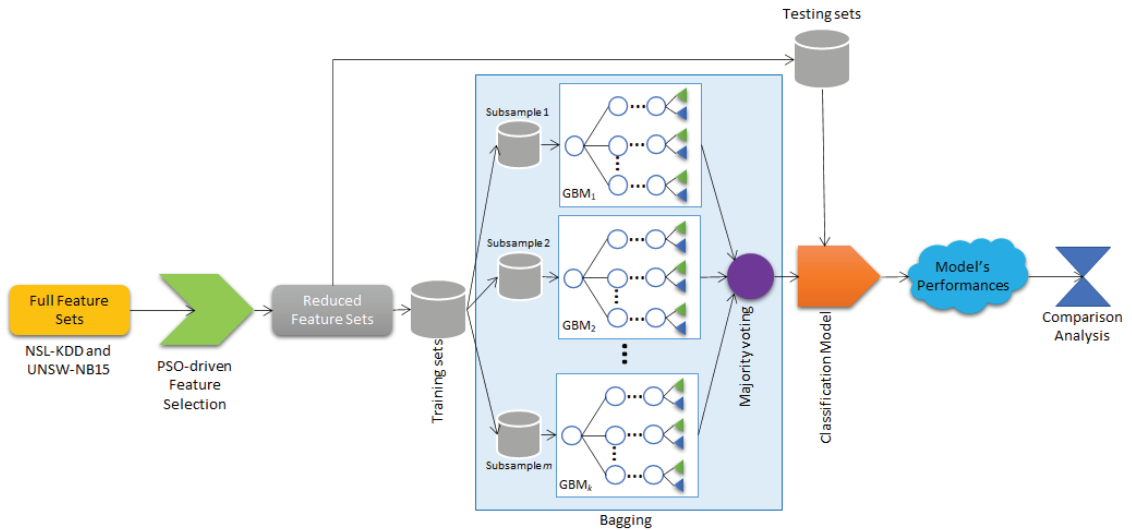 Testing sets
Subsample 1
GBM1
Subsample 2
GBM2
Subsample m
GBMk
Bagging
Full Feature
Sets
NSL-KDD and
UNSW-NB15
PSO-driven
Feature
Selection
Reduced
Feature Sets
Training sets
Majority voting
Classification Model
Model's
Performances
Comparison
Analysis